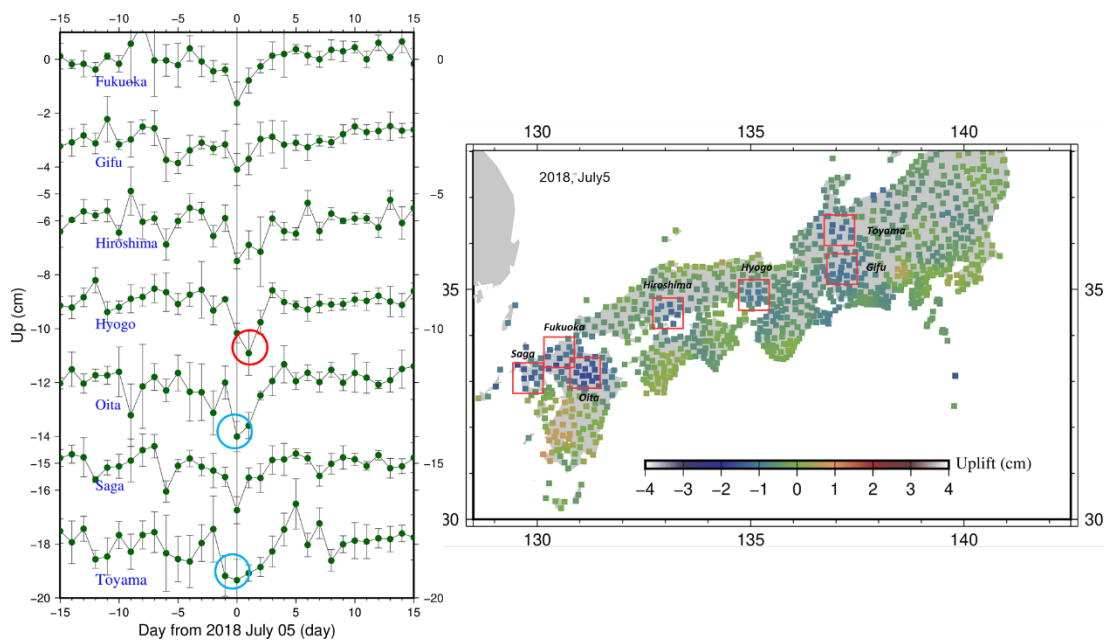 −15 −10 −5 0 5 10 15
0 0
−2
−4
−5 −5
−6
−8
−10 −10
−12
−14
−15 −15
−16
−18
−20 −20
Up (cm)
Fukuoka
Gifu
Hiroshima
Hyogo
Oita
Saga
Toyama
−15 −10 −5 0 5 10 15
Day from 2018 July 05 (day)
130 135 140
2018, July5
Toyama
Gifu
Hyogo
Hiroshima
Fukuoka
Saga
Oita
35 35
Uplift (cm)
−4 −3 −2 −1 0 1 2 3 4
30 30
130 135 140